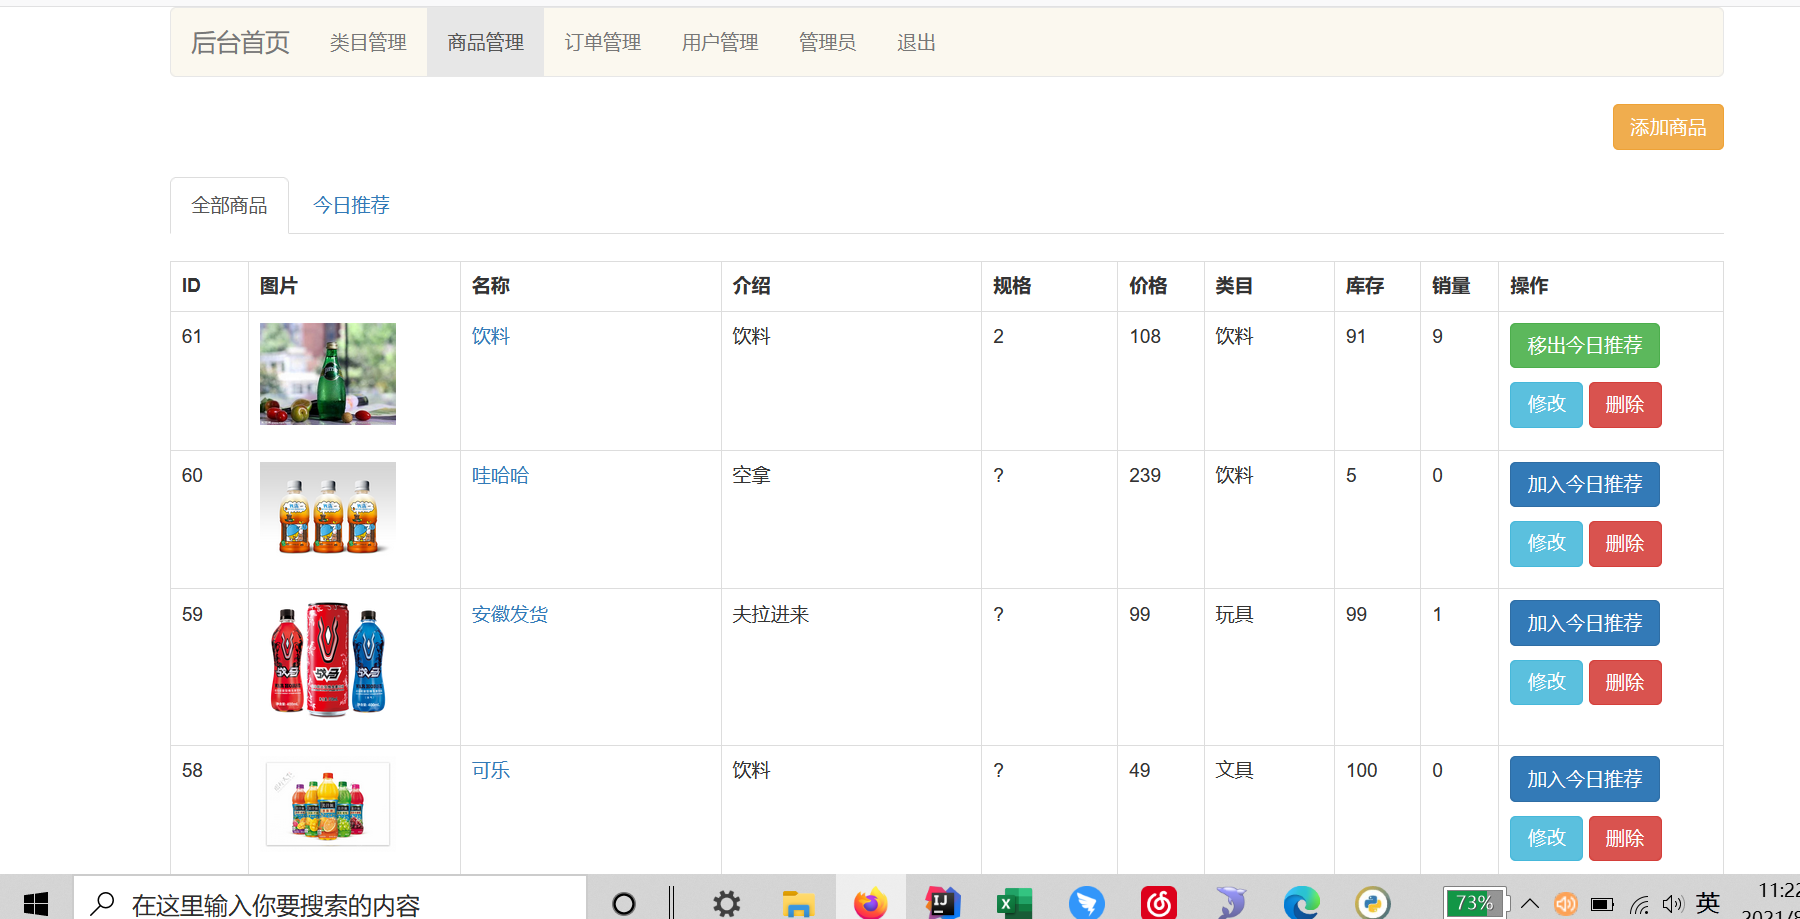 后台首页 类目管理 商品管理 订单管理 用户管理 管理员 退出
添加商品
全部商品 今日推荐
ID 图片 名称 介绍 规格 价格 类目 库存 销量 操作
61 饮料 饮料 2 108 饮料 91 9 移出今日推荐
修改 删除
60 哇哈哈 空拿 ? 239 饮料 5 0 加入今日推荐
修改 删除
59 安徽发货 夫拉进来 ? 99 玩具 99 1 加入今日推荐
战马
修改 删除
58 可乐 饮料 ? 49 文具 100 0 加入今日推荐
修改 删除
在这里输入你要搜索的内容 IJ X 73% 英 11:22